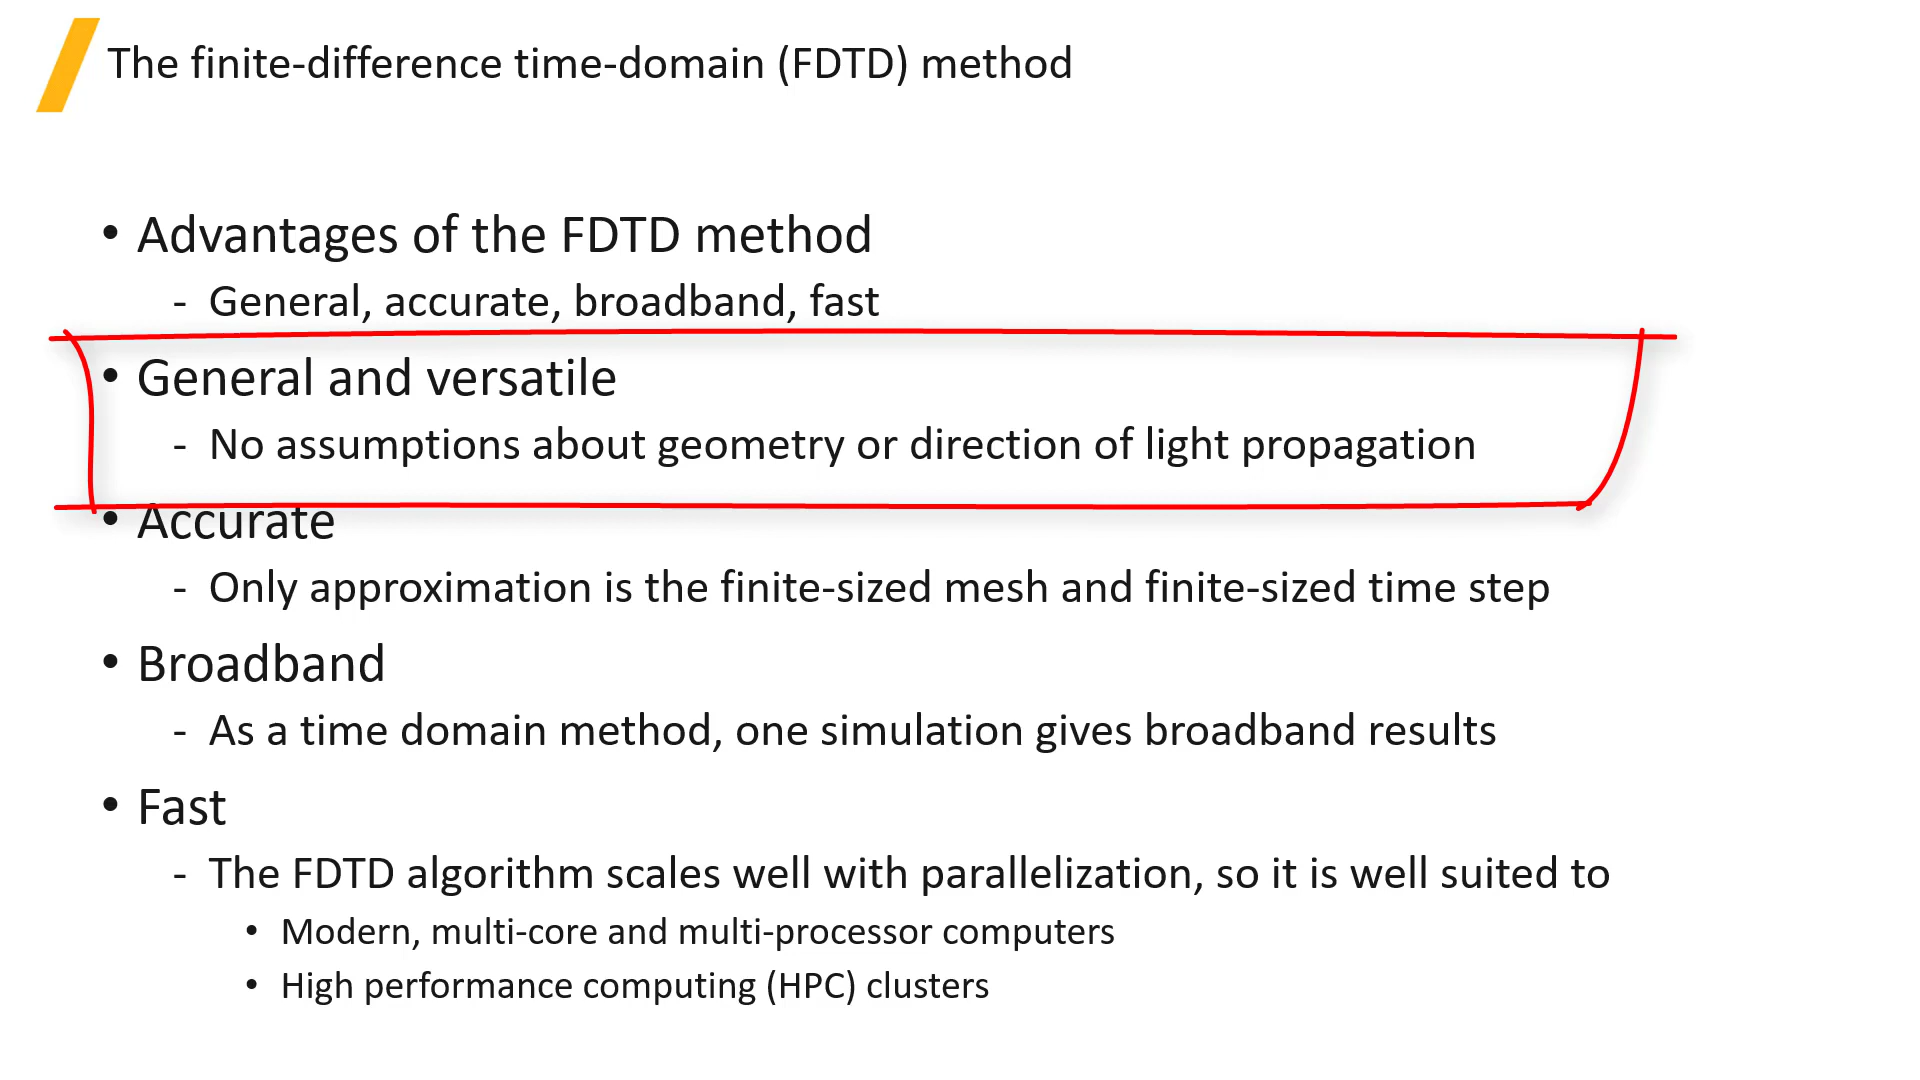 The finite-difference time-domain (FDTD) method
• Advantages of the FDTD method
- General, accurate, broadband, fast
• General and versatile
- No assumptions about geometry or direction of light propagation
• Accurate
- Only approximation is the finite-sized mesh and finite-sized time step
• Broadband
- As a time domain method, one simulation gives broadband results
• Fast
- The FDTD algorithm scales well with parallelization, so it is well suited to
• Modern, multi-core and multi-processor computers
• High performance computing (HPC) clusters